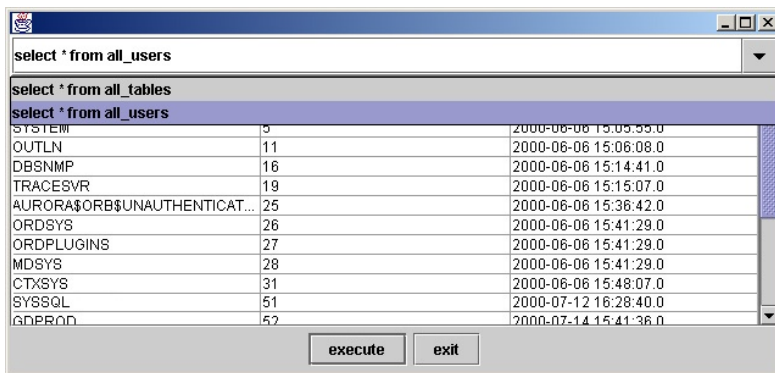 select * from all_users
select * from all_tables
select * from all_users
SYSTEM 5 2000-06-06 15:05:55.0
OUTLN 11 2000-06-06 15:06:08.0
DBSNMP 16 2000-06-06 15:14:41.0
TRACESVR 19 2000-06-06 15:15:07.0
AURORA$ORB$UNAUTHENTICAT... 25 2000-06-06 15:36:42.0
ORDSYS 26 2000-06-06 15:41:29.0
ORDPLUGINS 27 2000-06-06 15:41:29.0
MDSYS 28 2000-06-06 15:41:29.0
CTXSYS 31 2000-06-06 15:48:07.0
SYSSQL 51 2000-07-12 16:28:40.0
GDPROD 52 2000-07-14 15:41:36.0
execute exit